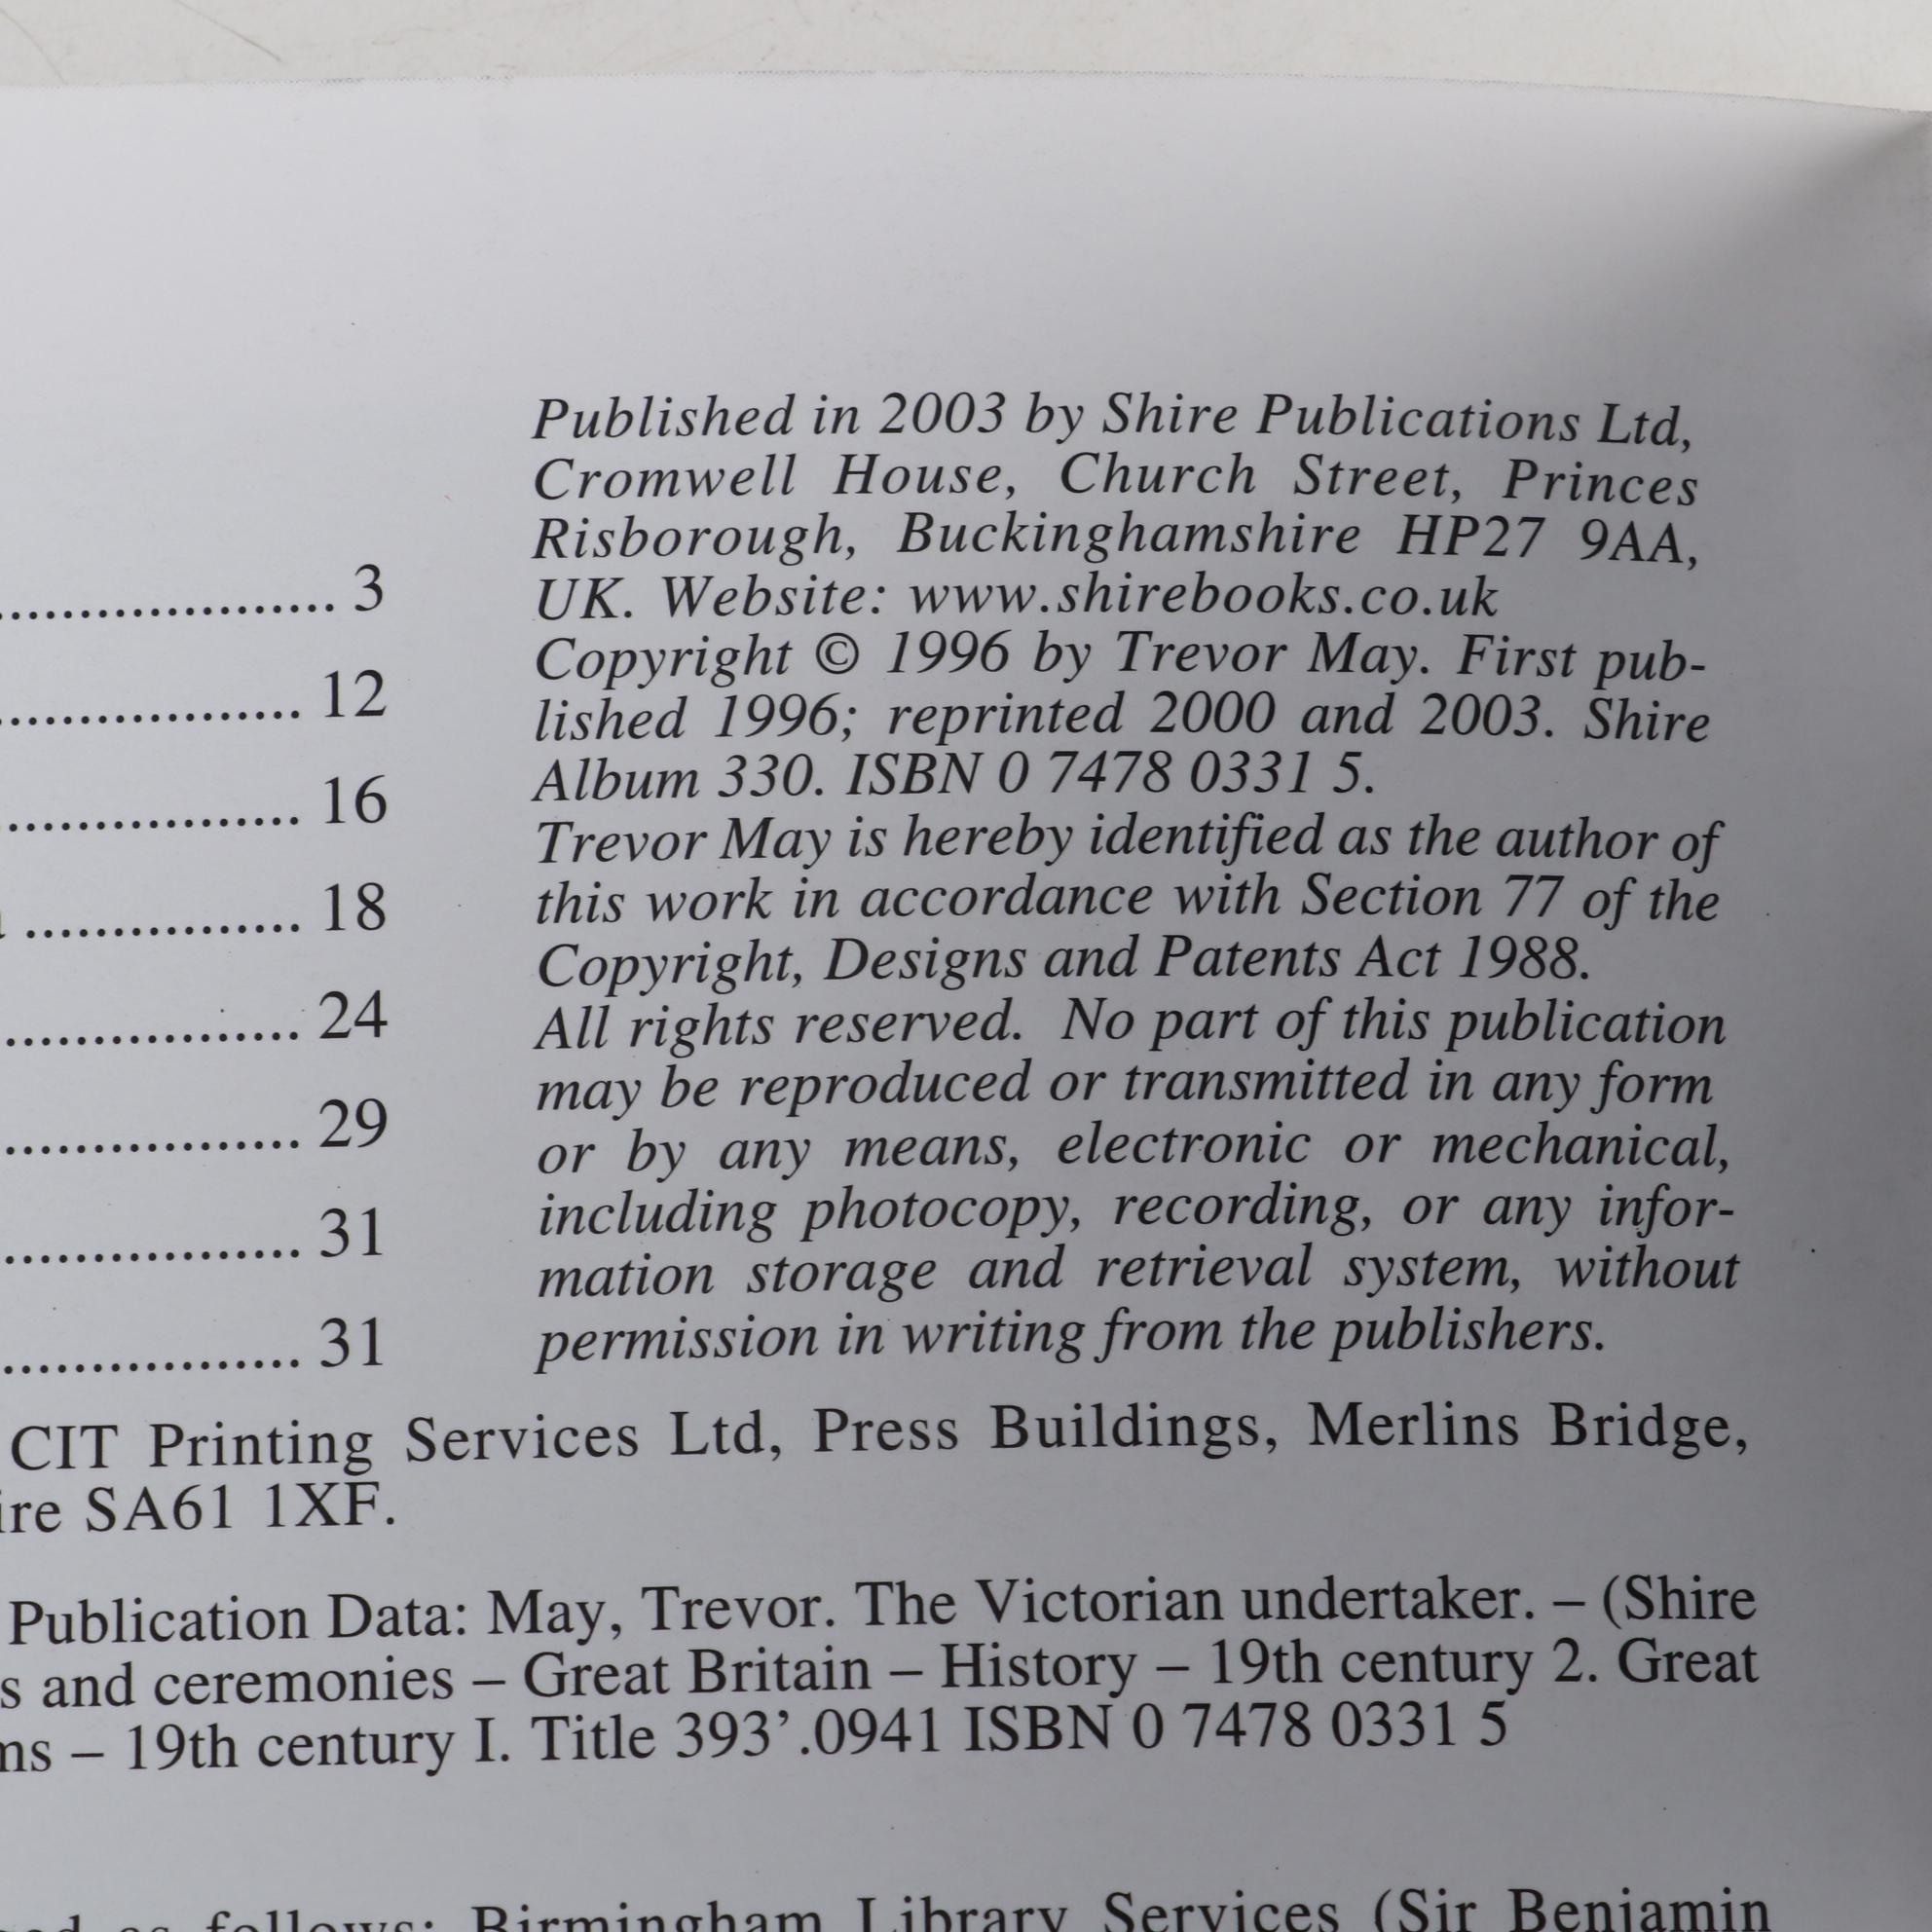 Published in 2003 by Shire Publications Ltd,
Cromwell House, Church Street, Princes
Risborough, Buckinghamshire HP27 9AA,
UK. Website: www.shirebooks.co.uk
Copyright © 1996 by Trevor May. First pub-
lished 1996; reprinted 2000 and 2003. Shire
Album 330. ISBN 0 7478 0331 5.
Trevor May is hereby identified as the author of
this work in accordance with Section 77 of the
Copyright, Designs and Patents Act 1988.
All rights reserved. No part of this publication
may be reproduced or transmitted in any form
or by any means, electronic or mechanical,
including photocopy, recording, or any infor-
mation storage and retrieval system, without
permission in writing from the publishers.
.................... 3
.................. 12
.................. 16
................ 18
.................. 24
.................. 29
.................. 31
.................. 31
CIT Printing Services Ltd, Press Buildings, Merlins Bridge,
ire SA61 1XF.
Publication Data: May, Trevor. The Victorian undertaker. – (Shire
s and ceremonies – Great Britain – History – 19th century 2. Great
ms – 19th century I. Title 393’.0941 ISBN 0 7478 0331 5
as follows: Birmingham Library Services (Sir Benjamin